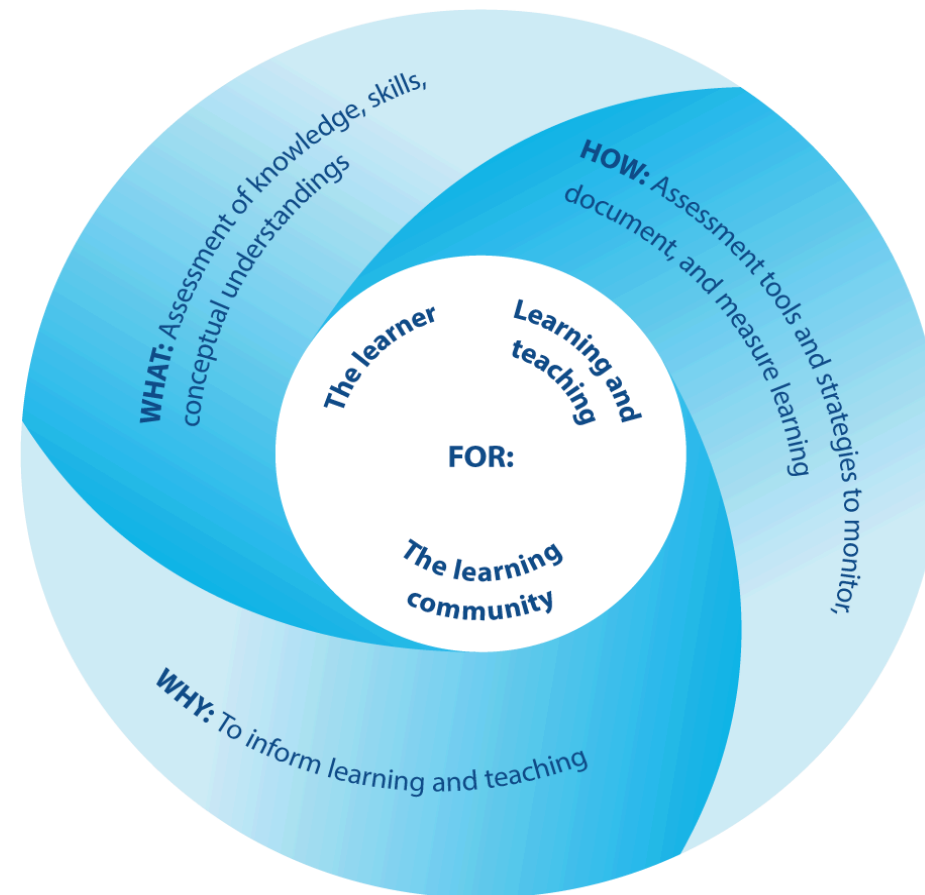 WHAT: Assessment of knowledge, skills,
conceptual understandings
HOW: Assessment tools and strategies to monitor,
document, and measure learning
The learner
Learning and
teaching
FOR:
The learning
community
WHY: To inform learning and teaching